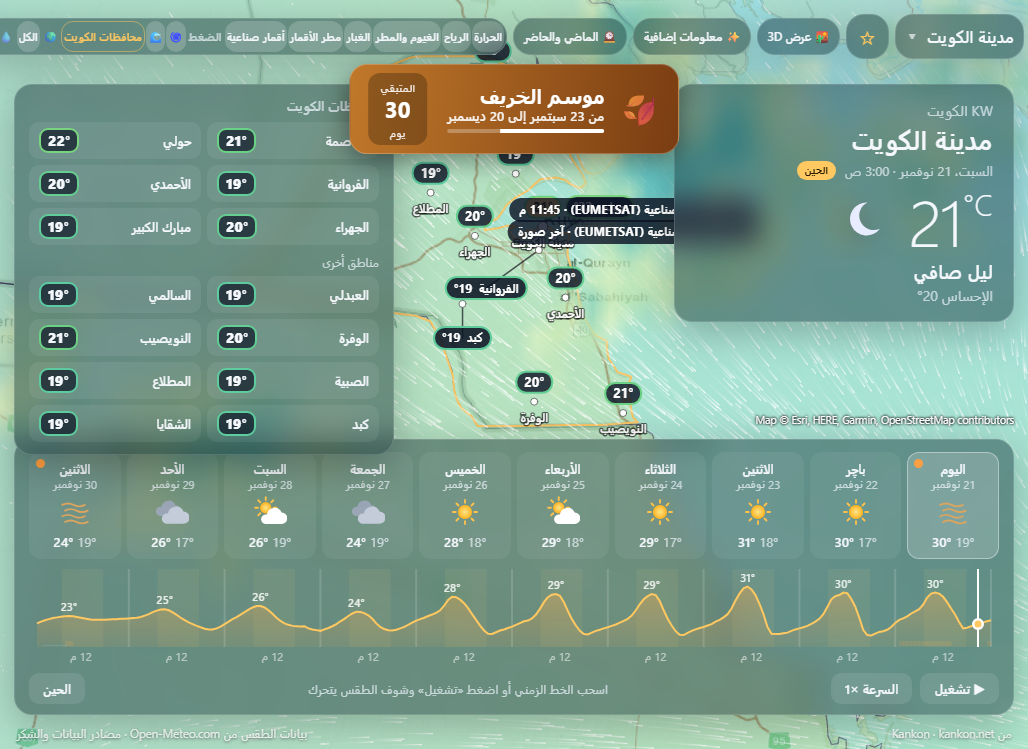 مدينة الكويت
عرض 3D
معلومات إضافية
الماضي والحاضر
الحرارة
الرياح
الغيوم والمطر
الغبار
مطر الأقمار
أقمار صناعية
الضغط
محافظات الكويت
الكل
موسم الخريف
من 23 سبتمبر إلى 20 ديسمبر
المتبقي
30
يوم
KW الكويت
مدينة الكويت
السبت، 21 نوفمبر · 3:00 ص
الحين
21°C
ليل صافي
الإحساس 20°
حولي 22°
21°
الفروانية 19°
الأحمدي 20°
الجهراء 20°
مبارك الكبير 19°
مناطق أخرى
العبدلي 19°
السالمي 19°
الوفرة 20°
النويصيب 21°
الصبية 19°
المطلاع 19°
كبد 19°
الشقايا 19°
19°
المطلاع
19°
20°
الجهراء
(EUMETSAT) · 11:45 م
(EUMETSAT) · آخر صورة
مدينة الكويت
al-Qurayn
الفروانية 19°
20°
الأحمدي
Sabahiyah
كبد 19°
20°
الوفرة
21°
النويصيب
Map © Esri, HERE, Garmin, OpenStreetMap contributors
اليوم
21 نوفمبر
30° 19°
باچر
22 نوفمبر
30° 17°
الاثنين
23 نوفمبر
31° 18°
الثلاثاء
24 نوفمبر
29° 17°
الأربعاء
25 نوفمبر
29° 18°
الخميس
26 نوفمبر
28° 18°
الجمعة
27 نوفمبر
24° 19°
السبت
28 نوفمبر
26° 19°
الأحد
29 نوفمبر
26° 17°
الاثنين
30 نوفمبر
24° 19°
30°
30°
31°
29°
29°
28°
24°
26°
25°
23°
12 م
12 م
12 م
12 م
12 م
12 م
12 م
12 م
12 م
12 م
تشغيل
السرعة 1×
اسحب الخط الزمني أو اضغط «تشغيل» وشوف الطقس يتحرك
الحين
من Kankon · kankon.net
95
بيانات الطقس من Open-Meteo.com · مصادر البيانات والشكر